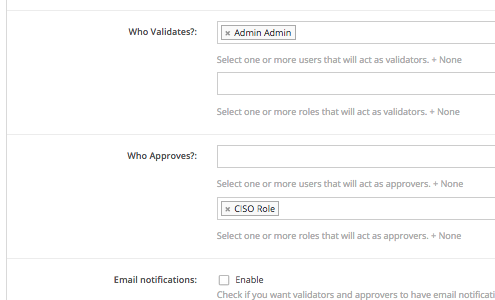 Who Validates?:
× Admin Admin
Select one or more users that will act as validators. + None
Select one or more roles that will act as validators. + None
Who Approves?:
Select one or more users that will act as approvers. + None
× CISO Role
Select one or more roles that will act as approvers. + None
Email notifications:
Enable
Check if you want validators and approvers to have email